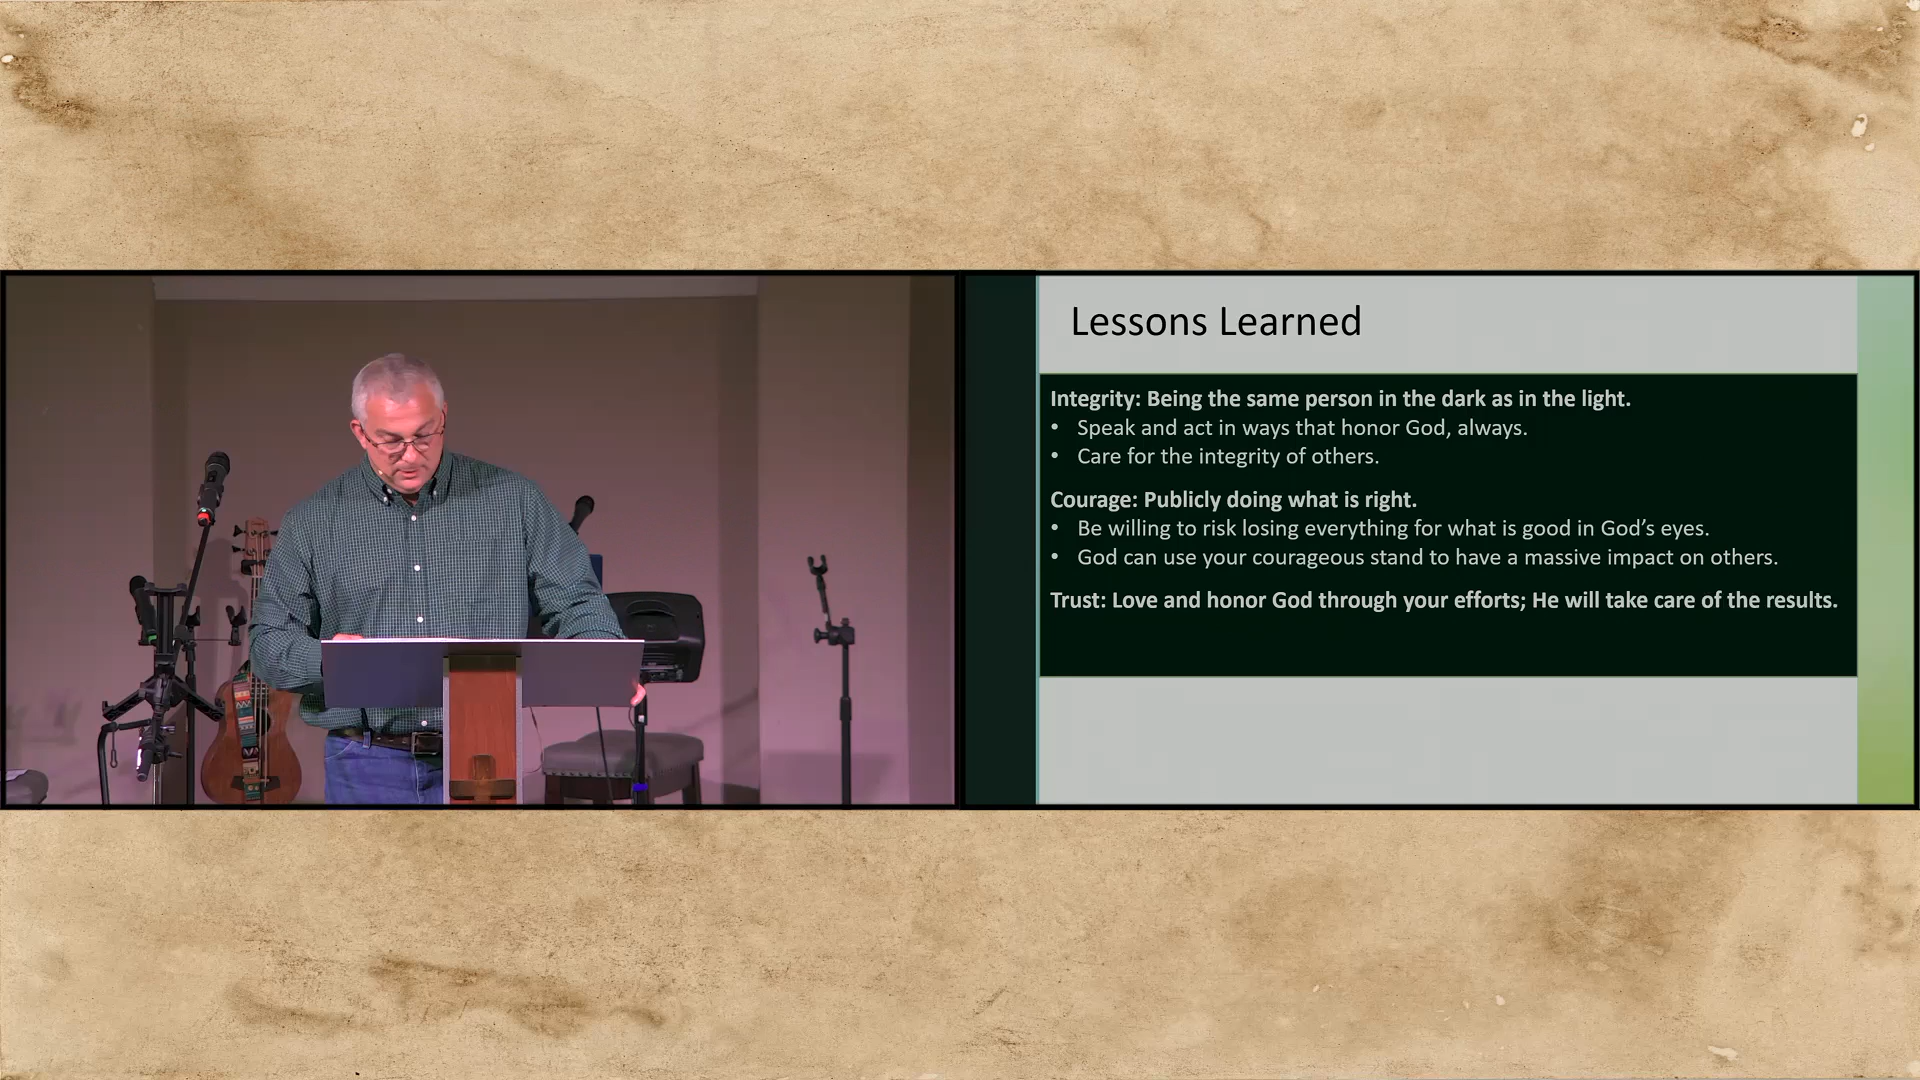 Lessons Learned
Integrity: Being the same person in the dark as in the light.
• Speak and act in ways that honor God, always.
• Care for the integrity of others.
Courage: Publicly doing what is right.
• Be willing to risk losing everything for what is good in God’s eyes.
• God can use your courageous stand to have a massive impact on others.
Trust: Love and honor God through your efforts; He will take care of the results.